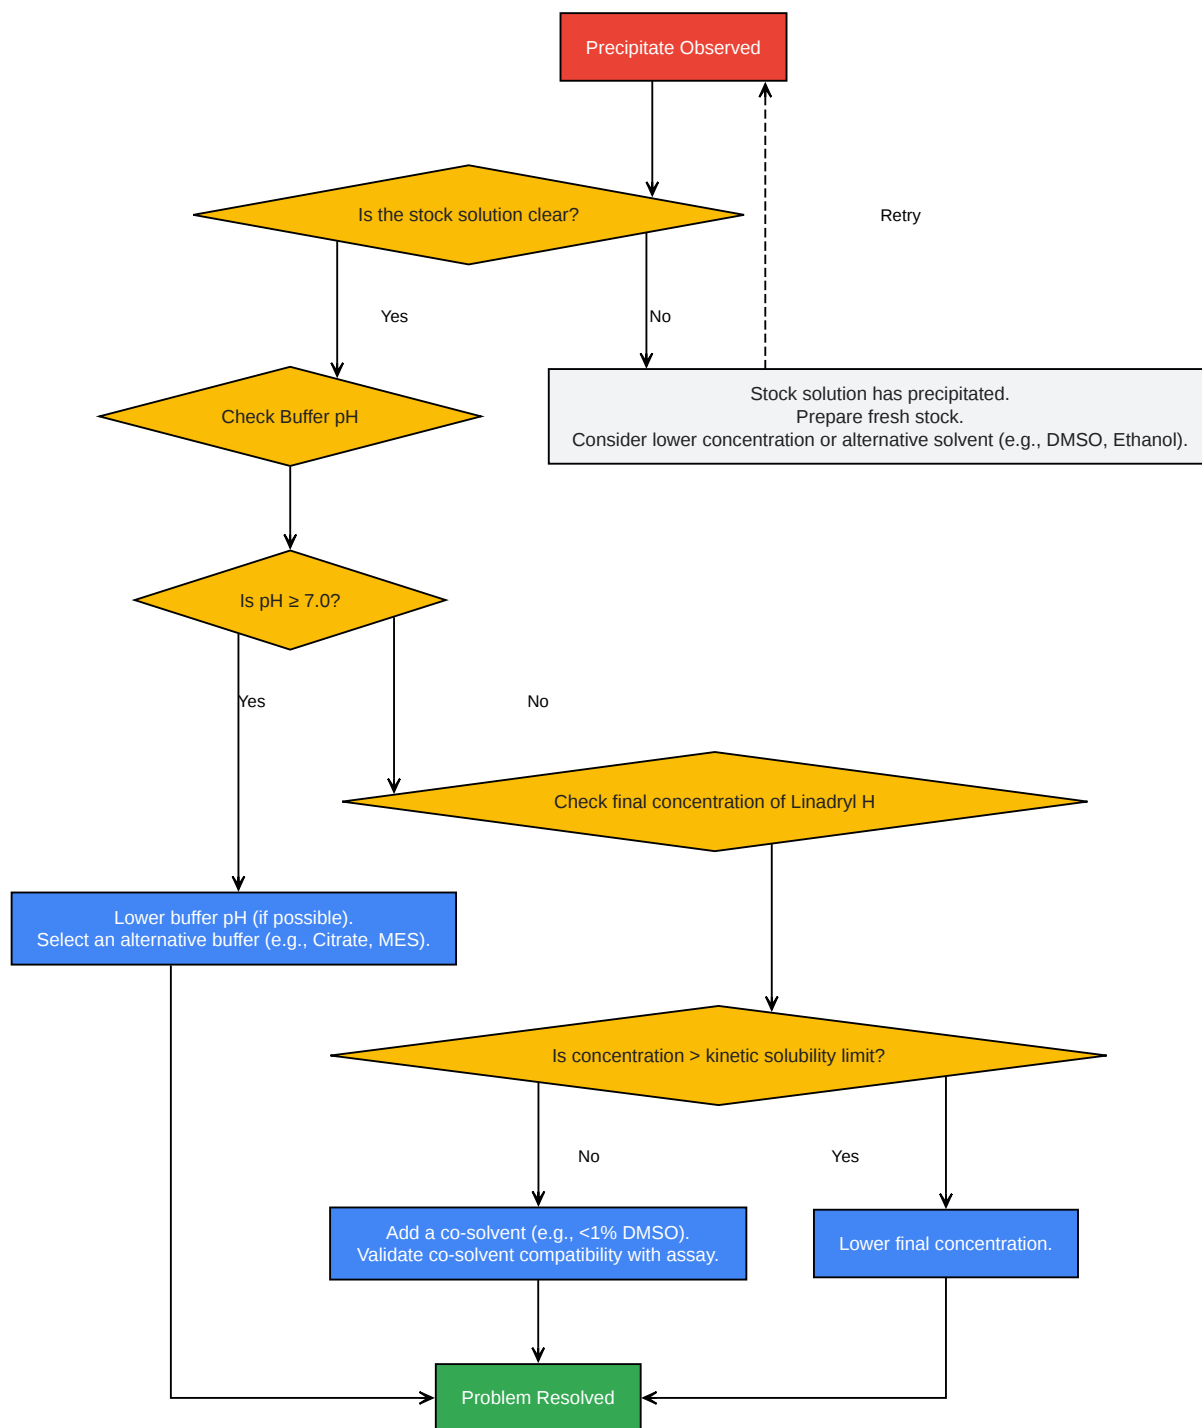 Precipitate Observed
Is the stock solution clear?
Retry
Yes
No
Stock solution has precipitated.
Prepare fresh stock.
Consider lower concentration or alternative solvent (e.g., DMSO, Ethanol).
Check Buffer pH
Is pH ≥ 7.0?
Yes
No
Check final concentration of Linadryl H
Lower buffer pH (if possible).
Select an alternative buffer (e.g., Citrate, MES).
Is concentration > kinetic solubility limit?
No
Yes
Add a co-solvent (e.g., <1% DMSO).
Validate co-solvent compatibility with assay.
Lower final concentration.
Problem Resolved